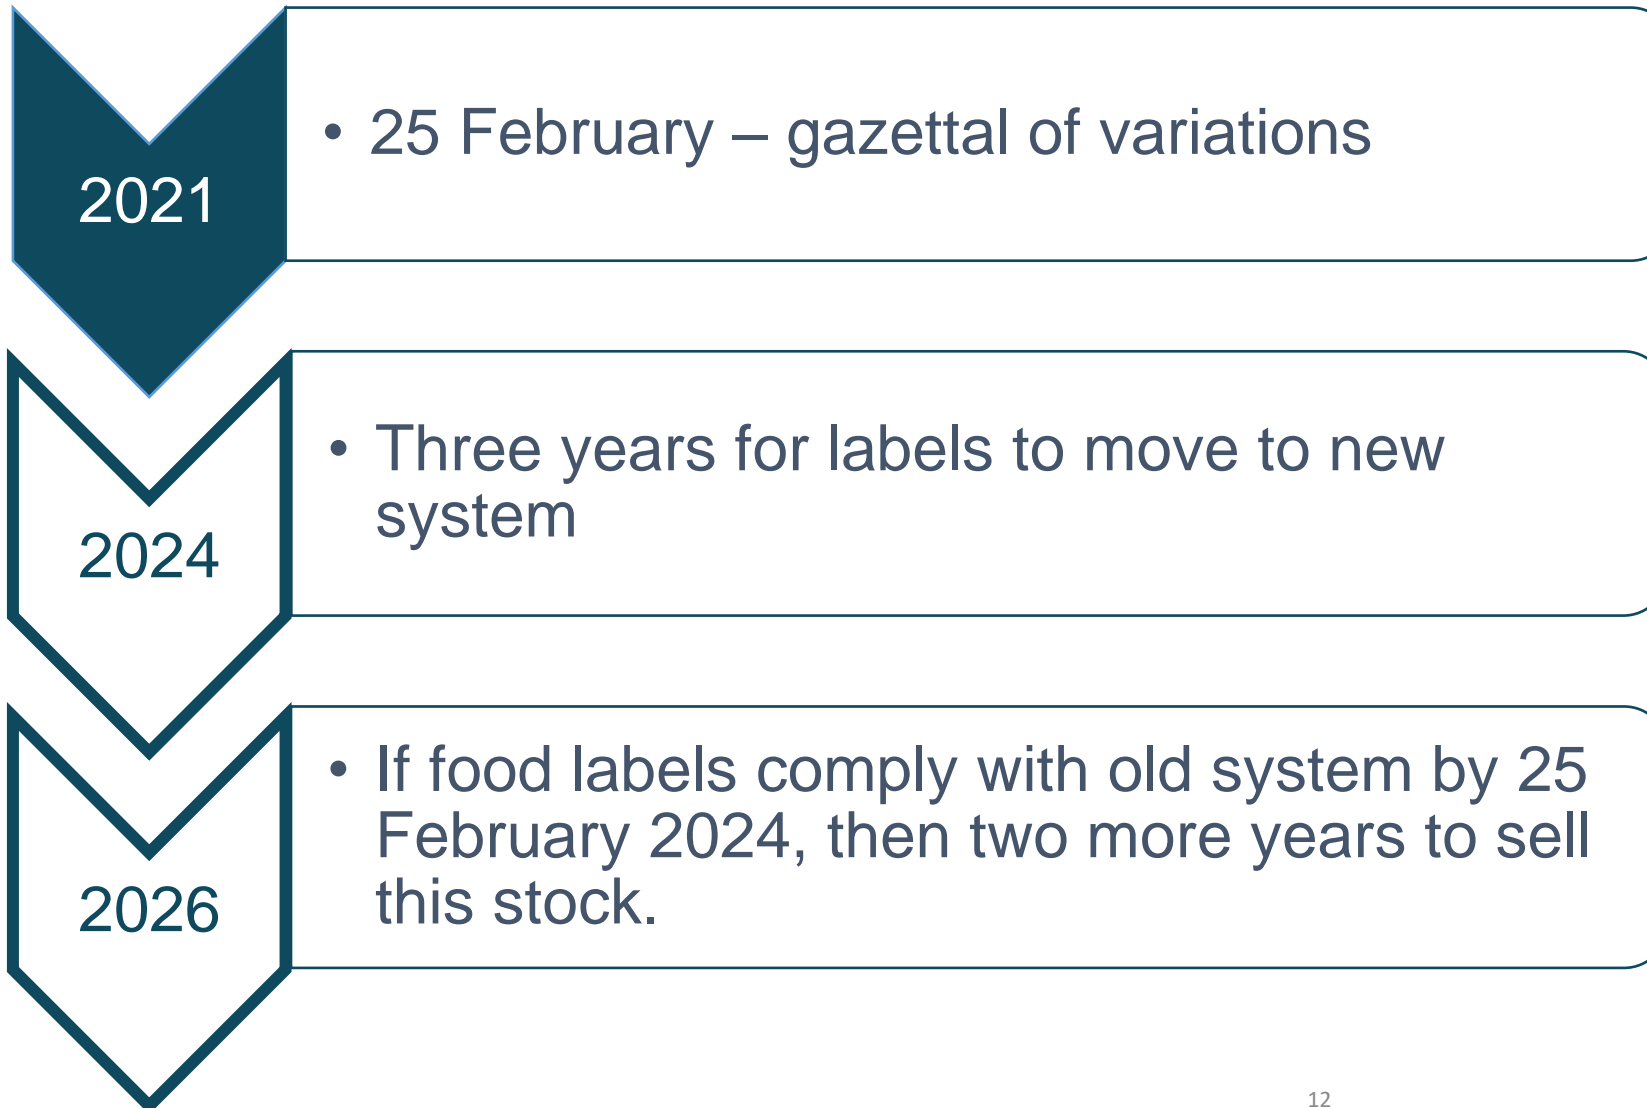 2021
• 25 February – gazettal of variations
2024
• Three years for labels to move to new
system
2026
• If food labels comply with old system by 25
February 2024, then two more years to sell
this stock.
12